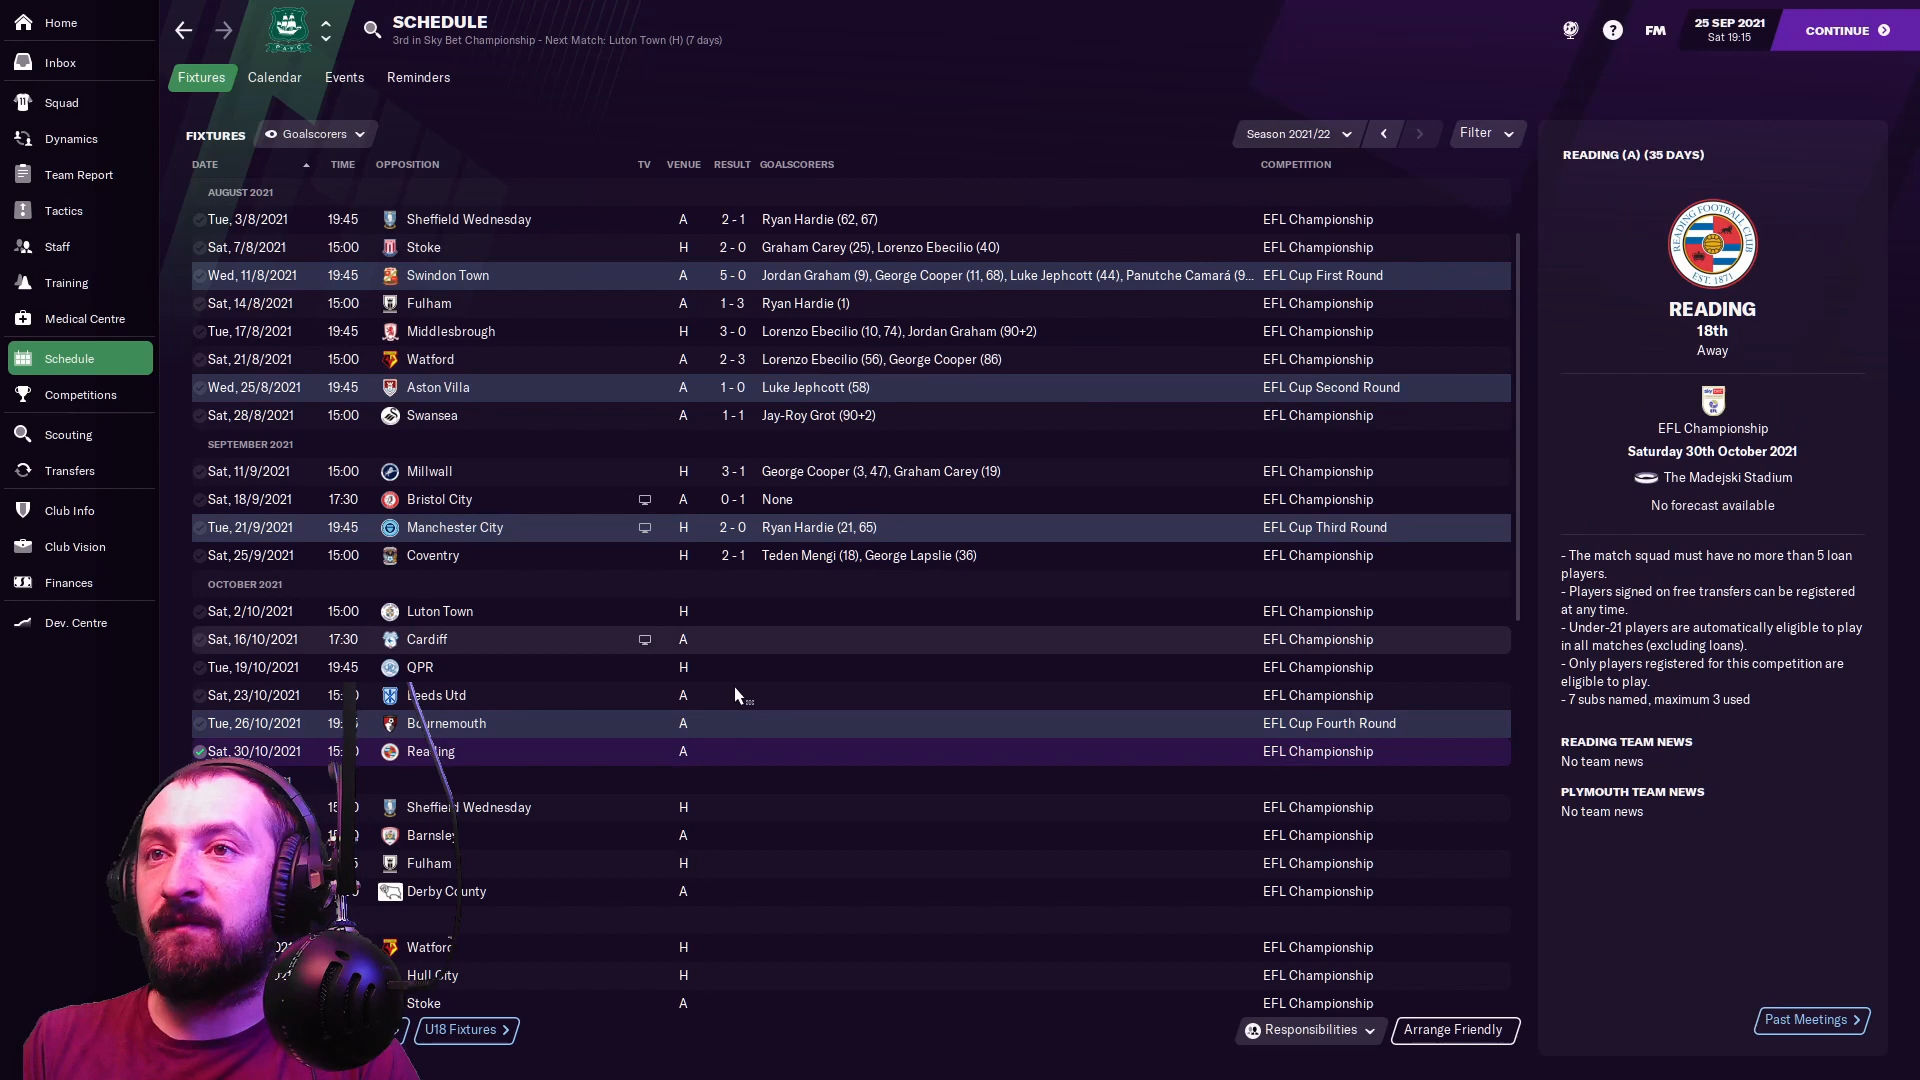 Home
Inbox
Squad
Dynamics
Team Report
Tactics
Staff
Training
Medical Centre
Schedule
Competitions
Scouting
Transfers
Club Info
Club Vision
Finances
Dev. Centre
SCHEDULE
3rd in Sky Bet Championship - Next Match: Luton Town (H) (7 days)
FM
25 SEP 2021
Sat 19:15
CONTINUE
Fixtures Calendar Events Reminders
FIXTURES Goalscorers Season 2021/22 Filter
DATE TIME OPPOSITION TV VENUE RESULT GOALSCORERS COMPETITION
AUGUST 2021
Tue, 3/8/2021 19:45 Sheffield Wednesday A 2 - 1 Ryan Hardie (62, 67) EFL Championship
Sat, 7/8/2021 15:00 Stoke H 2 - 0 Graham Carey (25), Lorenzo Ebecilio (40) EFL Championship
Wed, 11/8/2021 19:45 Swindon Town A 5 - 0 Jordan Graham (9), George Cooper (11, 68), Luke Jephcott (44), Panutche Camará (9... EFL Cup First Round
Sat, 14/8/2021 15:00 Fulham A 1 - 3 Ryan Hardie (1) EFL Championship
Tue, 17/8/2021 19:45 Middlesbrough H 3 - 0 Lorenzo Ebecilio (10, 74), Jordan Graham (90+2) EFL Championship
Sat, 21/8/2021 15:00 Watford A 2 - 3 Lorenzo Ebecilio (56), George Cooper (86) EFL Championship
Wed, 25/8/2021 19:45 Aston Villa A 1 - 0 Luke Jephcott (58) EFL Cup Second Round
Sat, 28/8/2021 15:00 Swansea A 1 - 1 Jay-Roy Grot (90+2) EFL Championship
SEPTEMBER 2021
Sat, 11/9/2021 15:00 Millwall H 3 - 1 George Cooper (3, 47), Graham Carey (19) EFL Championship
Sat, 18/9/2021 17:30 Bristol City A 0 - 1 None EFL Championship
Tue, 21/9/2021 19:45 Manchester City H 2 - 0 Ryan Hardie (21, 65) EFL Cup Third Round
Sat, 25/9/2021 15:00 Coventry H 2 - 1 Teden Mengi (18), George Lapslie (36) EFL Championship
OCTOBER 2021
Sat, 2/10/2021 15:00 Luton Town H EFL Championship
Sat, 16/10/2021 17:30 Cardiff A EFL Championship
Tue, 19/10/2021 19:45 QPR H EFL Championship
Sat, 23/10/2021 Leeds Utd A EFL Championship
Tue, 26/10/2021 Bournemouth A EFL Cup Fourth Round
Sat, 30/10/2021 Reading A EFL Championship
Sheffield Wednesday H EFL Championship
Barnsley A EFL Championship
Fulham H EFL Championship
Derby County A EFL Championship
Watford H EFL Championship
Hull City H EFL Championship
Stoke A EFL Championship
U18 Fixtures
Responsibilities
Arrange Friendly
READING (A) (35 DAYS)
READING FOOTBALL CLUB
EST. 1871
READING
18th
Away
EFL Championship
Saturday 30th October 2021
The Madejski Stadium
No forecast available
- The match squad must have no more than 5 loan
players.
- Players signed on free transfers can be registered
at any time.
- Under-21 players are automatically eligible to play
in all matches (excluding loans).
- Only players registered for this competition are
eligible to play.
- 7 subs named, maximum 3 used
READING TEAM NEWS
No team news
PLYMOUTH TEAM NEWS
No team news
Past Meetings